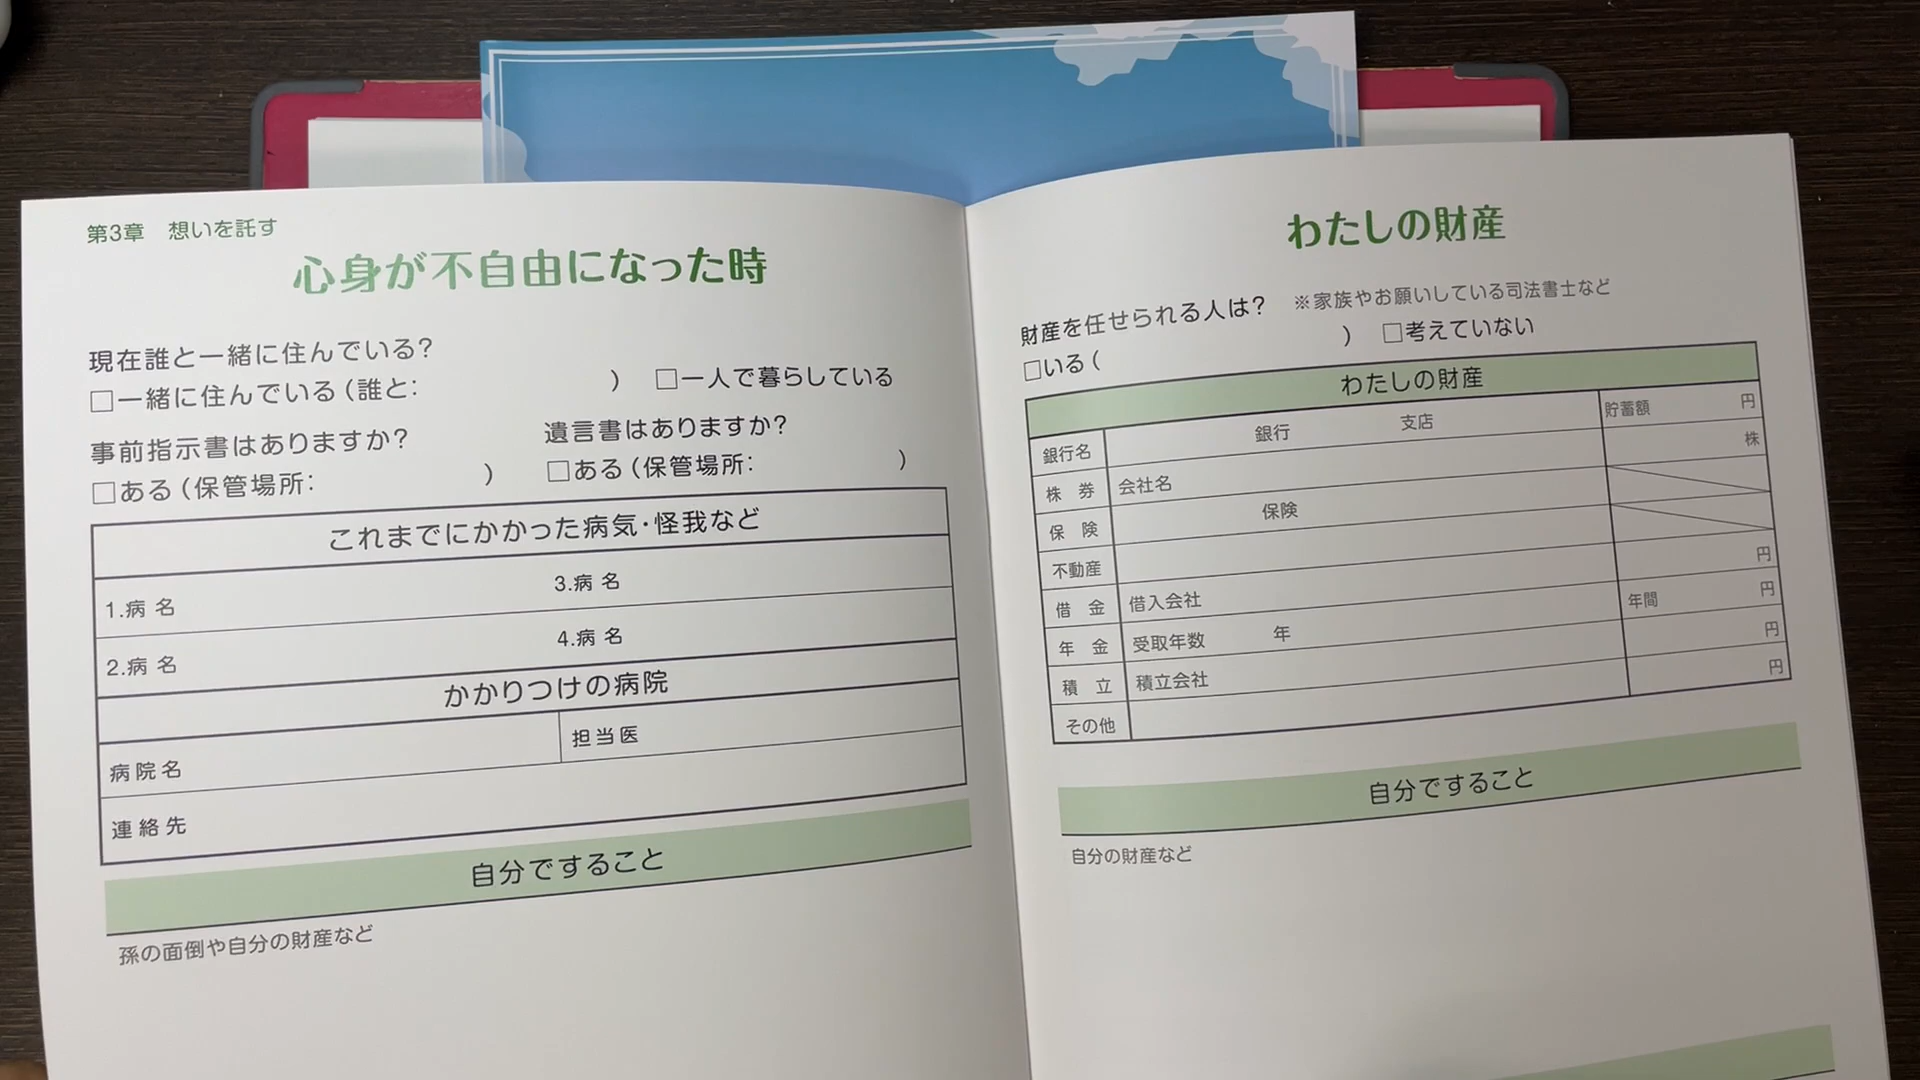 第3章 想いを託す
心身が不自由になった時
現在誰と一緒に住んでいる?
□一緒に住んでいる(誰と: ) □一人で暮らしている
事前指示書はありますか? 遺言書はありますか?
□ある(保管場所: ) □ある(保管場所: )
これまでにかかった病気・怪我など
1.病 名 3.病 名
2.病 名 4.病 名
かかりつけの病院
病院名 担当医
連絡先
自分ですること
孫の面倒や自分の財産など
わたしの財産
財産を任せられる人は? ※家族やお願いしている司法書士など
□いる( ) □考えていない
わたしの財産
銀行名 銀行 支店 貯蓄額 円
株 券 会社名 株
保 険 保険
不動産
借 金 借入会社 円
年 金 受取年数 年 年間 円
積 立 積立会社 円
その他 円
自分ですること
自分の財産など